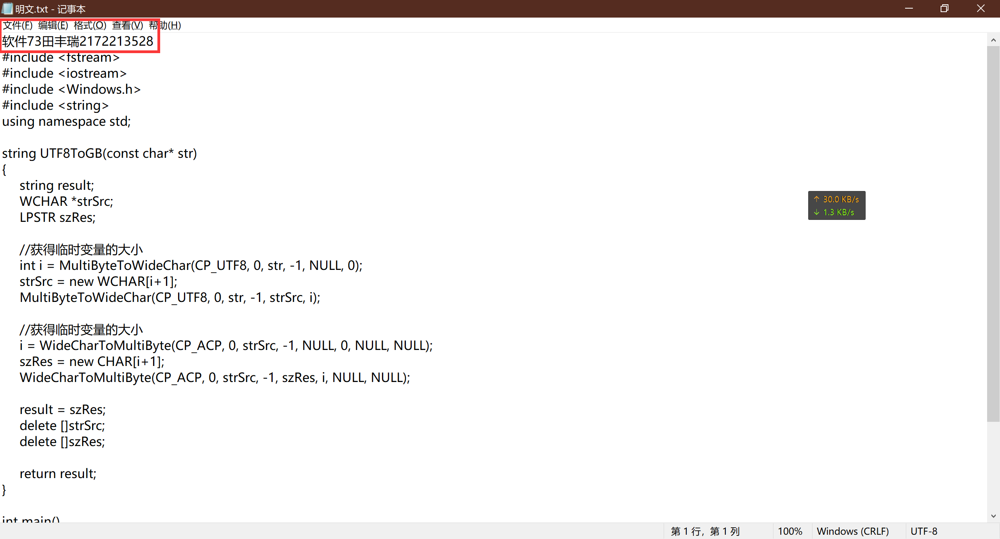 明文.txt - 记事本
文件(F) 编辑(E) 格式(O) 查看(V) 帮助(H)
软件73田丰瑞2172213528
#include <fstream>
#include <iostream>
#include <Windows.h>
#include <string>
using namespace std;
string UTF8ToGB(const char* str)
{
string result;
WCHAR *strSrc;
LPSTR szRes;
↑ 30.0 KB/s
↓ 1.3 KB/s
//获得临时变量的大小
int i = MultiByteToWideChar(CP_UTF8, 0, str, -1, NULL, 0);
strSrc = new WCHAR[i+1];
MultiByteToWideChar(CP_UTF8, 0, str, -1, strSrc, i);
//获得临时变量的大小
i = WideCharToMultiByte(CP_ACP, 0, strSrc, -1, NULL, 0, NULL, NULL);
szRes = new CHAR[i+1];
WideCharToMultiByte(CP_ACP, 0, strSrc, -1, szRes, i, NULL, NULL);
result = szRes;
delete []strSrc;
delete []szRes;
return result;
}
int main()
第 1 行，第 1 列 100% Windows (CRLF) UTF-8